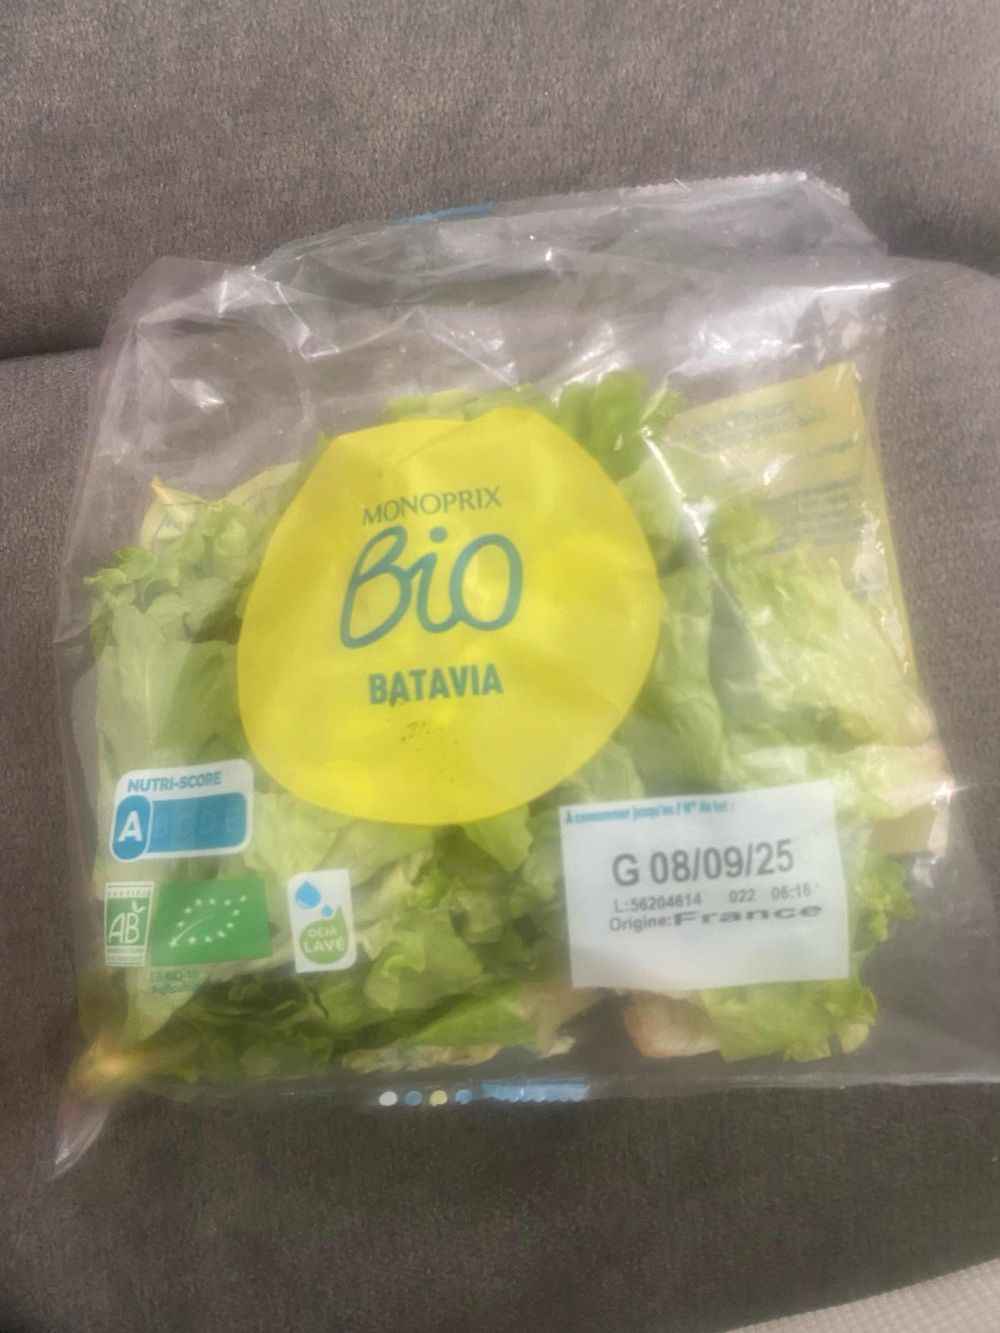 MONOPRIX
Bio
BATAVIA
NUTRI-SCORE
A B C D E
AB
DÉJÀ
LAVÉ
À consommer jusqu'au / N° de lot :
G 08/09/25
L:56204614 022 06:16
Origine:France